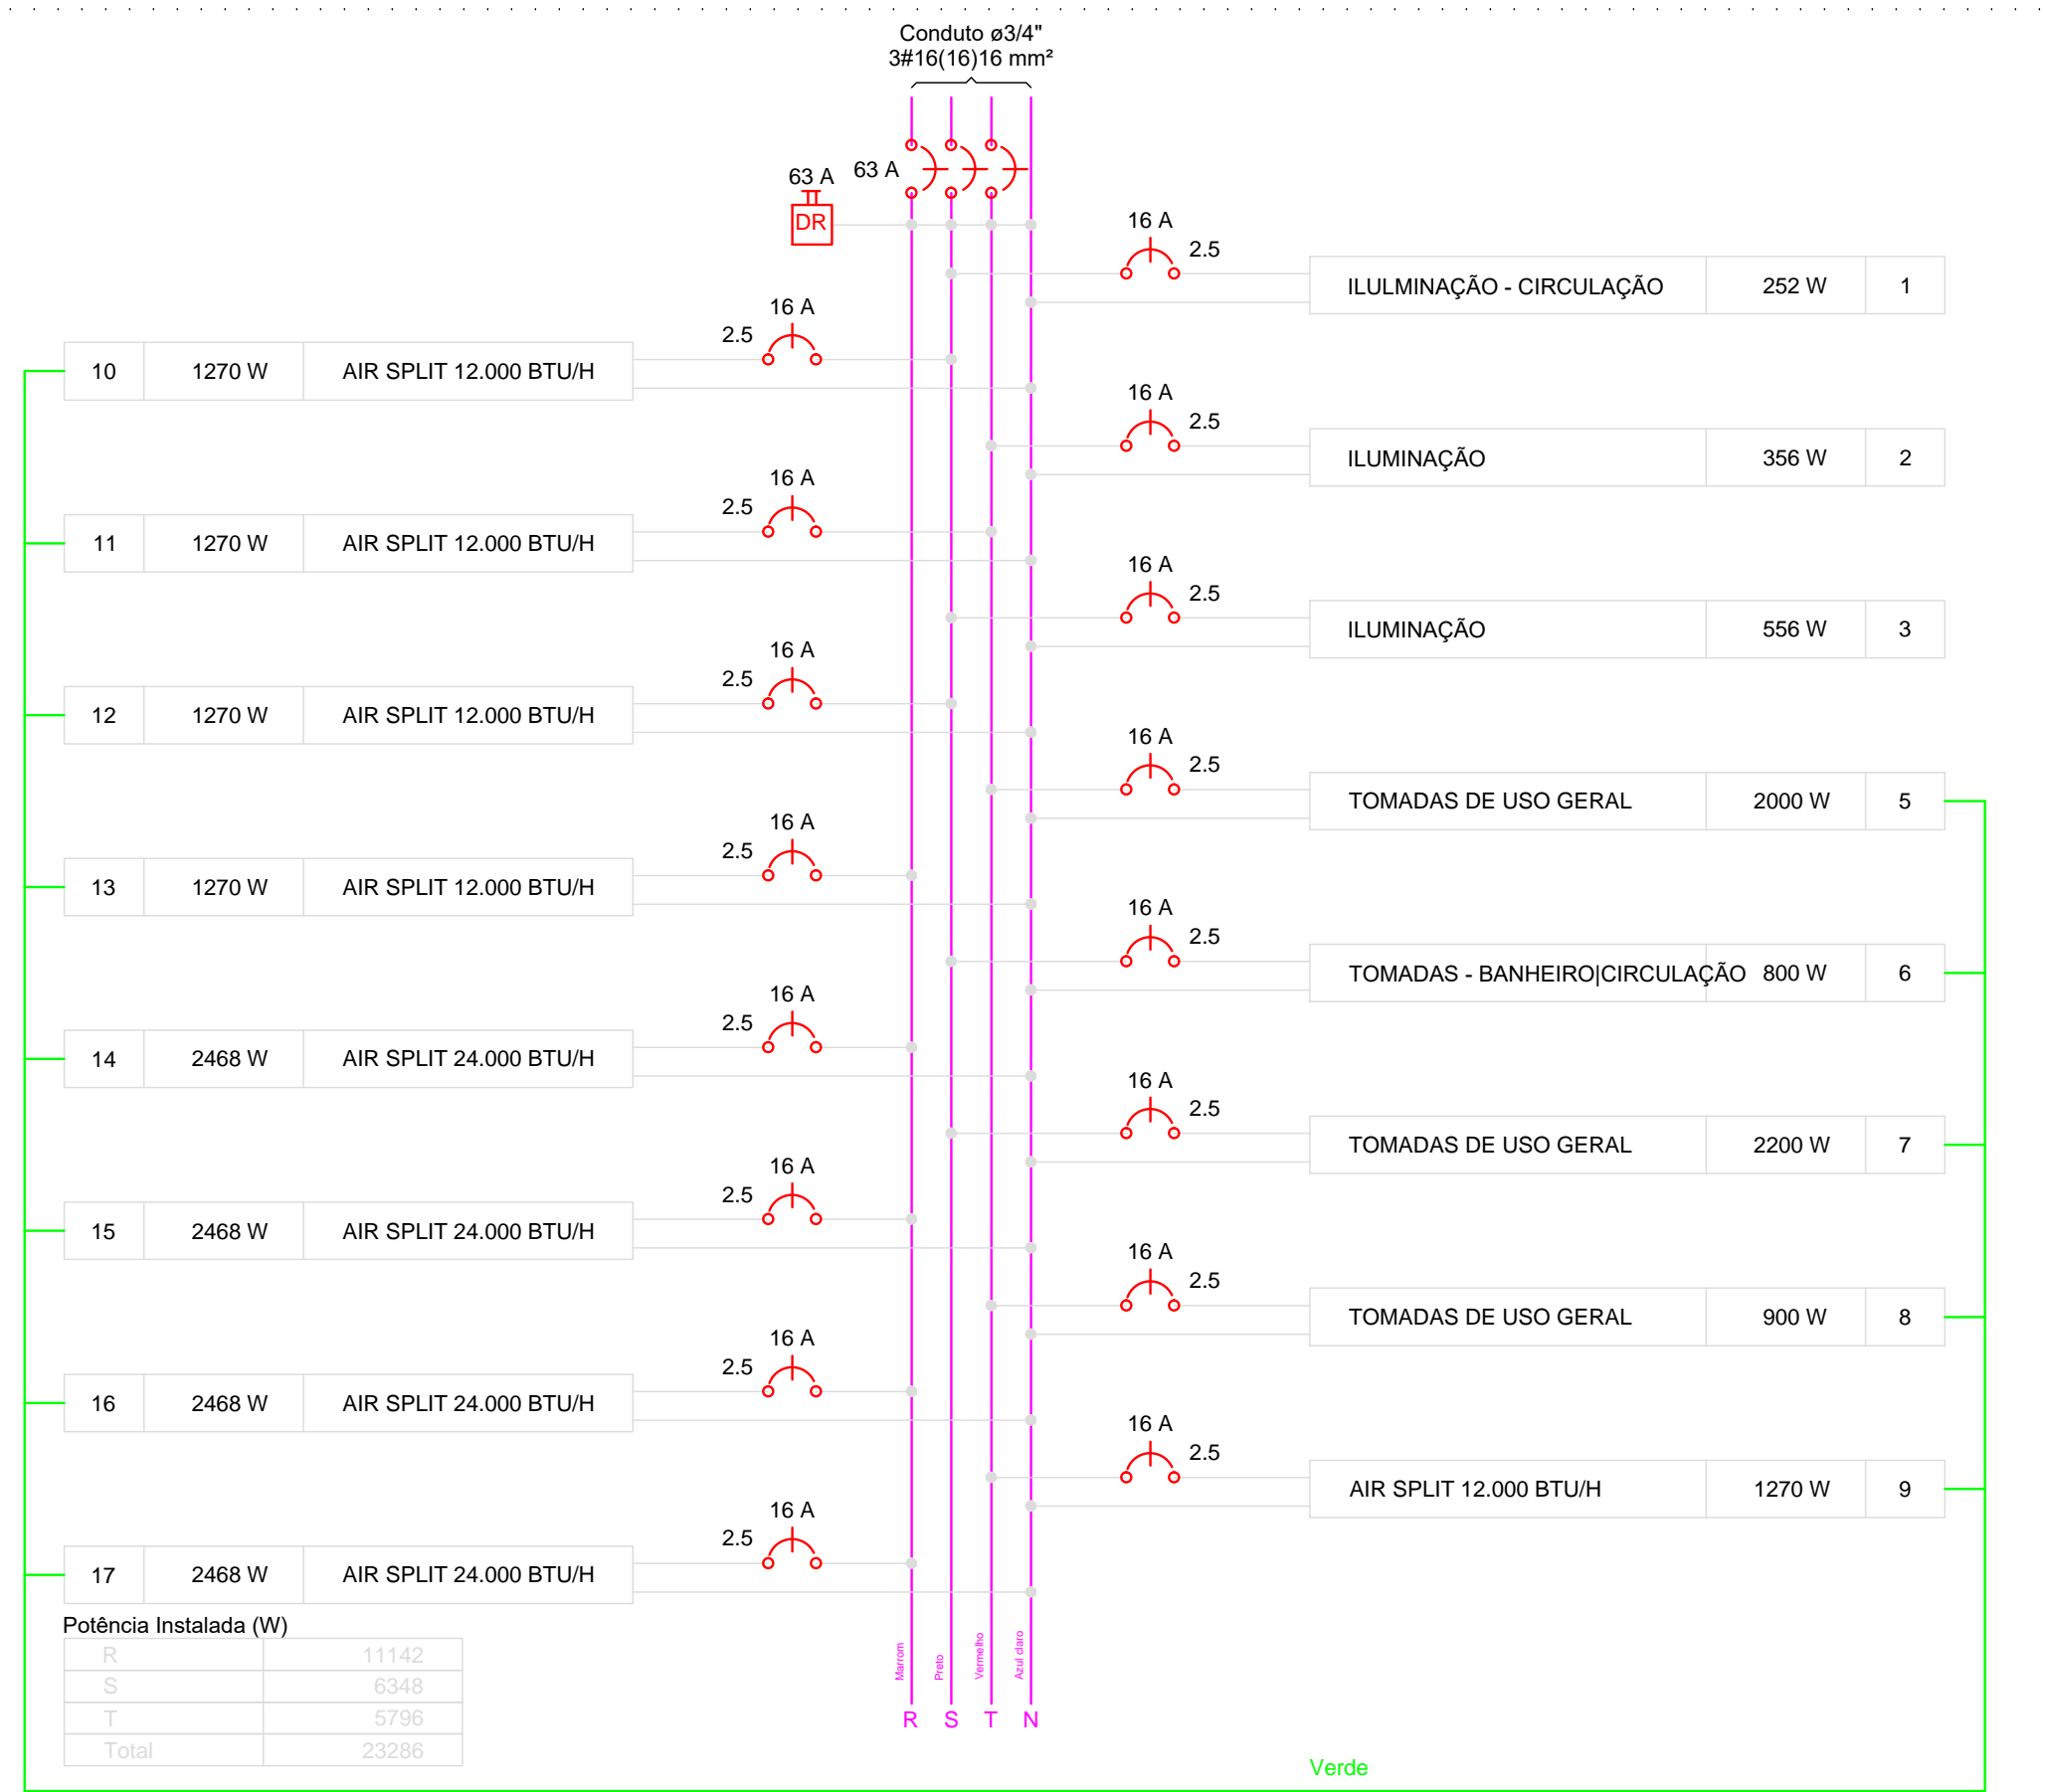 Conduto ø3/4"
3#16(16)16 mm²
63 A
63 A
DR
16 A
2.5
ILULMINAÇÃO - CIRCULAÇÃO 252 W 1
16 A
2.5
10 1270 W AIR SPLIT 12.000 BTU/H
16 A
2.5
ILUMINAÇÃO 356 W 2
16 A
2.5
11 1270 W AIR SPLIT 12.000 BTU/H
16 A
2.5
ILUMINAÇÃO 556 W 3
16 A
2.5
12 1270 W AIR SPLIT 12.000 BTU/H
16 A
2.5
TOMADAS DE USO GERAL 2000 W 5
16 A
2.5
13 1270 W AIR SPLIT 12.000 BTU/H
16 A
2.5
TOMADAS - BANHEIRO|CIRCULAÇÃO 800 W 6
16 A
2.5
14 2468 W AIR SPLIT 24.000 BTU/H
16 A
2.5
TOMADAS DE USO GERAL 2200 W 7
16 A
2.5
15 2468 W AIR SPLIT 24.000 BTU/H
16 A
2.5
TOMADAS DE USO GERAL 900 W 8
16 A
2.5
16 2468 W AIR SPLIT 24.000 BTU/H
16 A
2.5
AIR SPLIT 12.000 BTU/H 1270 W 9
16 A
2.5
17 2468 W AIR SPLIT 24.000 BTU/H
Potência Instalada (W)
R 11142
S 6348
T 5796
Total 23286
Marrom
Preto
Vermelho
Azul claro
R S T N
Verde